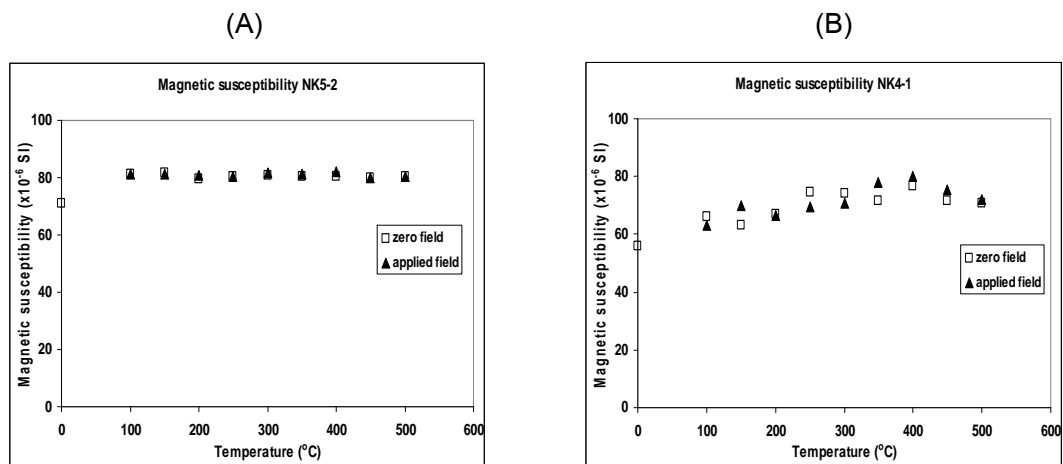 (A)
(B)
Magnetic susceptibility NK5-2
Magnetic susceptibility (x10⁻⁶ SI)
100
80
60
40
20
0
0 100 200 300 400 500 600
Temperature (°C)
zero field
applied field
Magnetic susceptibility NK4-1
Magnetic susceptibility (x10⁻⁶ SI)
100
80
60
40
20
0
0 100 200 300 400 500 600
Temperature (°C)
zero field
applied field